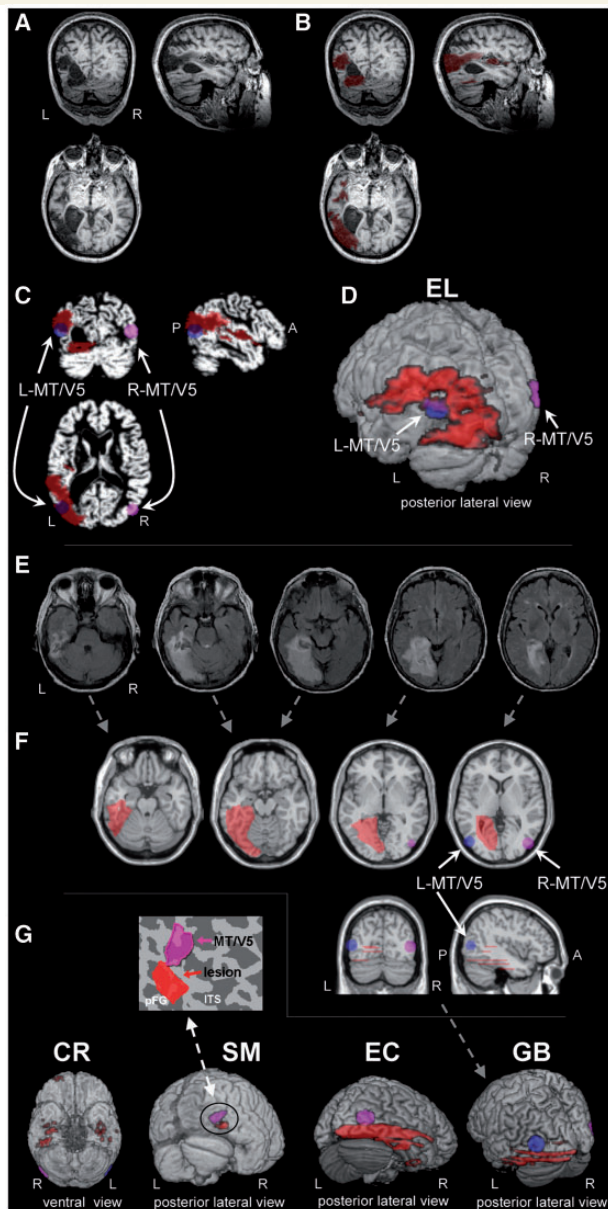 A
B
L R
L R
C
D
EL
P A
L-MT/V5 R-MT/V5
L-MT/V5
R-MT/V5
L R
L R
posterior lateral view
E
L R
F
L-MT/V5 R-MT/V5
G
MT/V5
lesion
pFG ITS
L R
P A
CR SM EC GB
R L
L R
L R
L R
ventral view
posterior lateral view
posterior lateral view
posterior lateral view